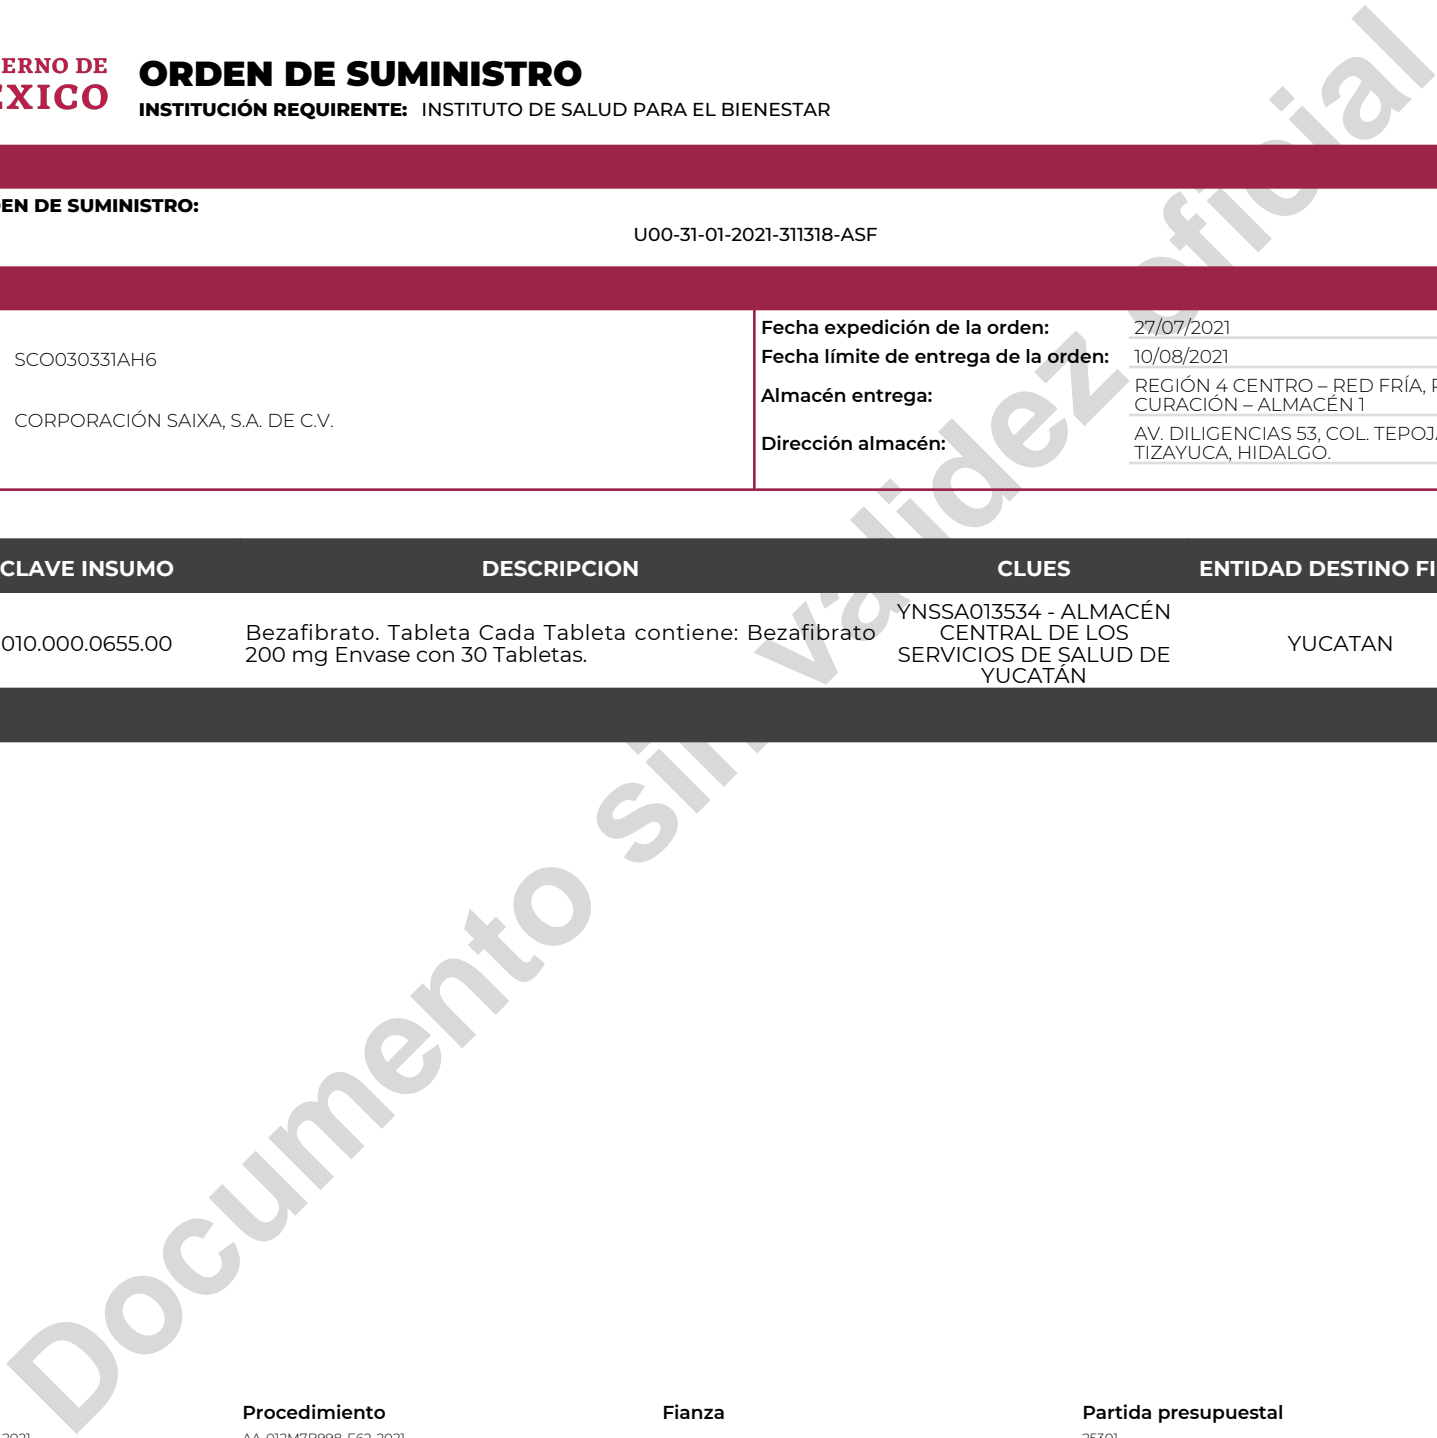 ERNO DE
ORDEN DE SUMINISTRO
INSTITUCIÓN REQUIRENTE: INSTITUTO DE SALUD PARA EL BIENESTAR
EN DE SUMINISTRO:
U00-31-01-2021-311318-ASF
SCO030331AH6
CORPORACIÓN SAIXA, S.A. DE C.V.
Fecha expedición de la orden: 27/07/2021
Fecha límite de entrega de la orden: 10/08/2021
Almacén entrega: REGIÓN 4 CENTRO – RED FRÍA,
CURACIÓN – ALMACÉN 1
Dirección almacén: AV. DILIGENCIAS 53, COL. TEPOJ
TIZAYUCA, HIDALGO.
CLAVE INSUMO DESCRIPCION CLUES ENTIDAD DESTINO FI
010.000.0655.00
Bezafibrato. Tableta Cada Tableta contiene: Bezafibrato
200 mg Envase con 30 Tabletas.
YNSSA013534 - ALMACÉN
CENTRAL DE LOS
SERVICIOS DE SALUD DE
YUCATÁN
YUCATAN
Documento sin validez oficial
Procedimiento Fianza Partida presupuestal